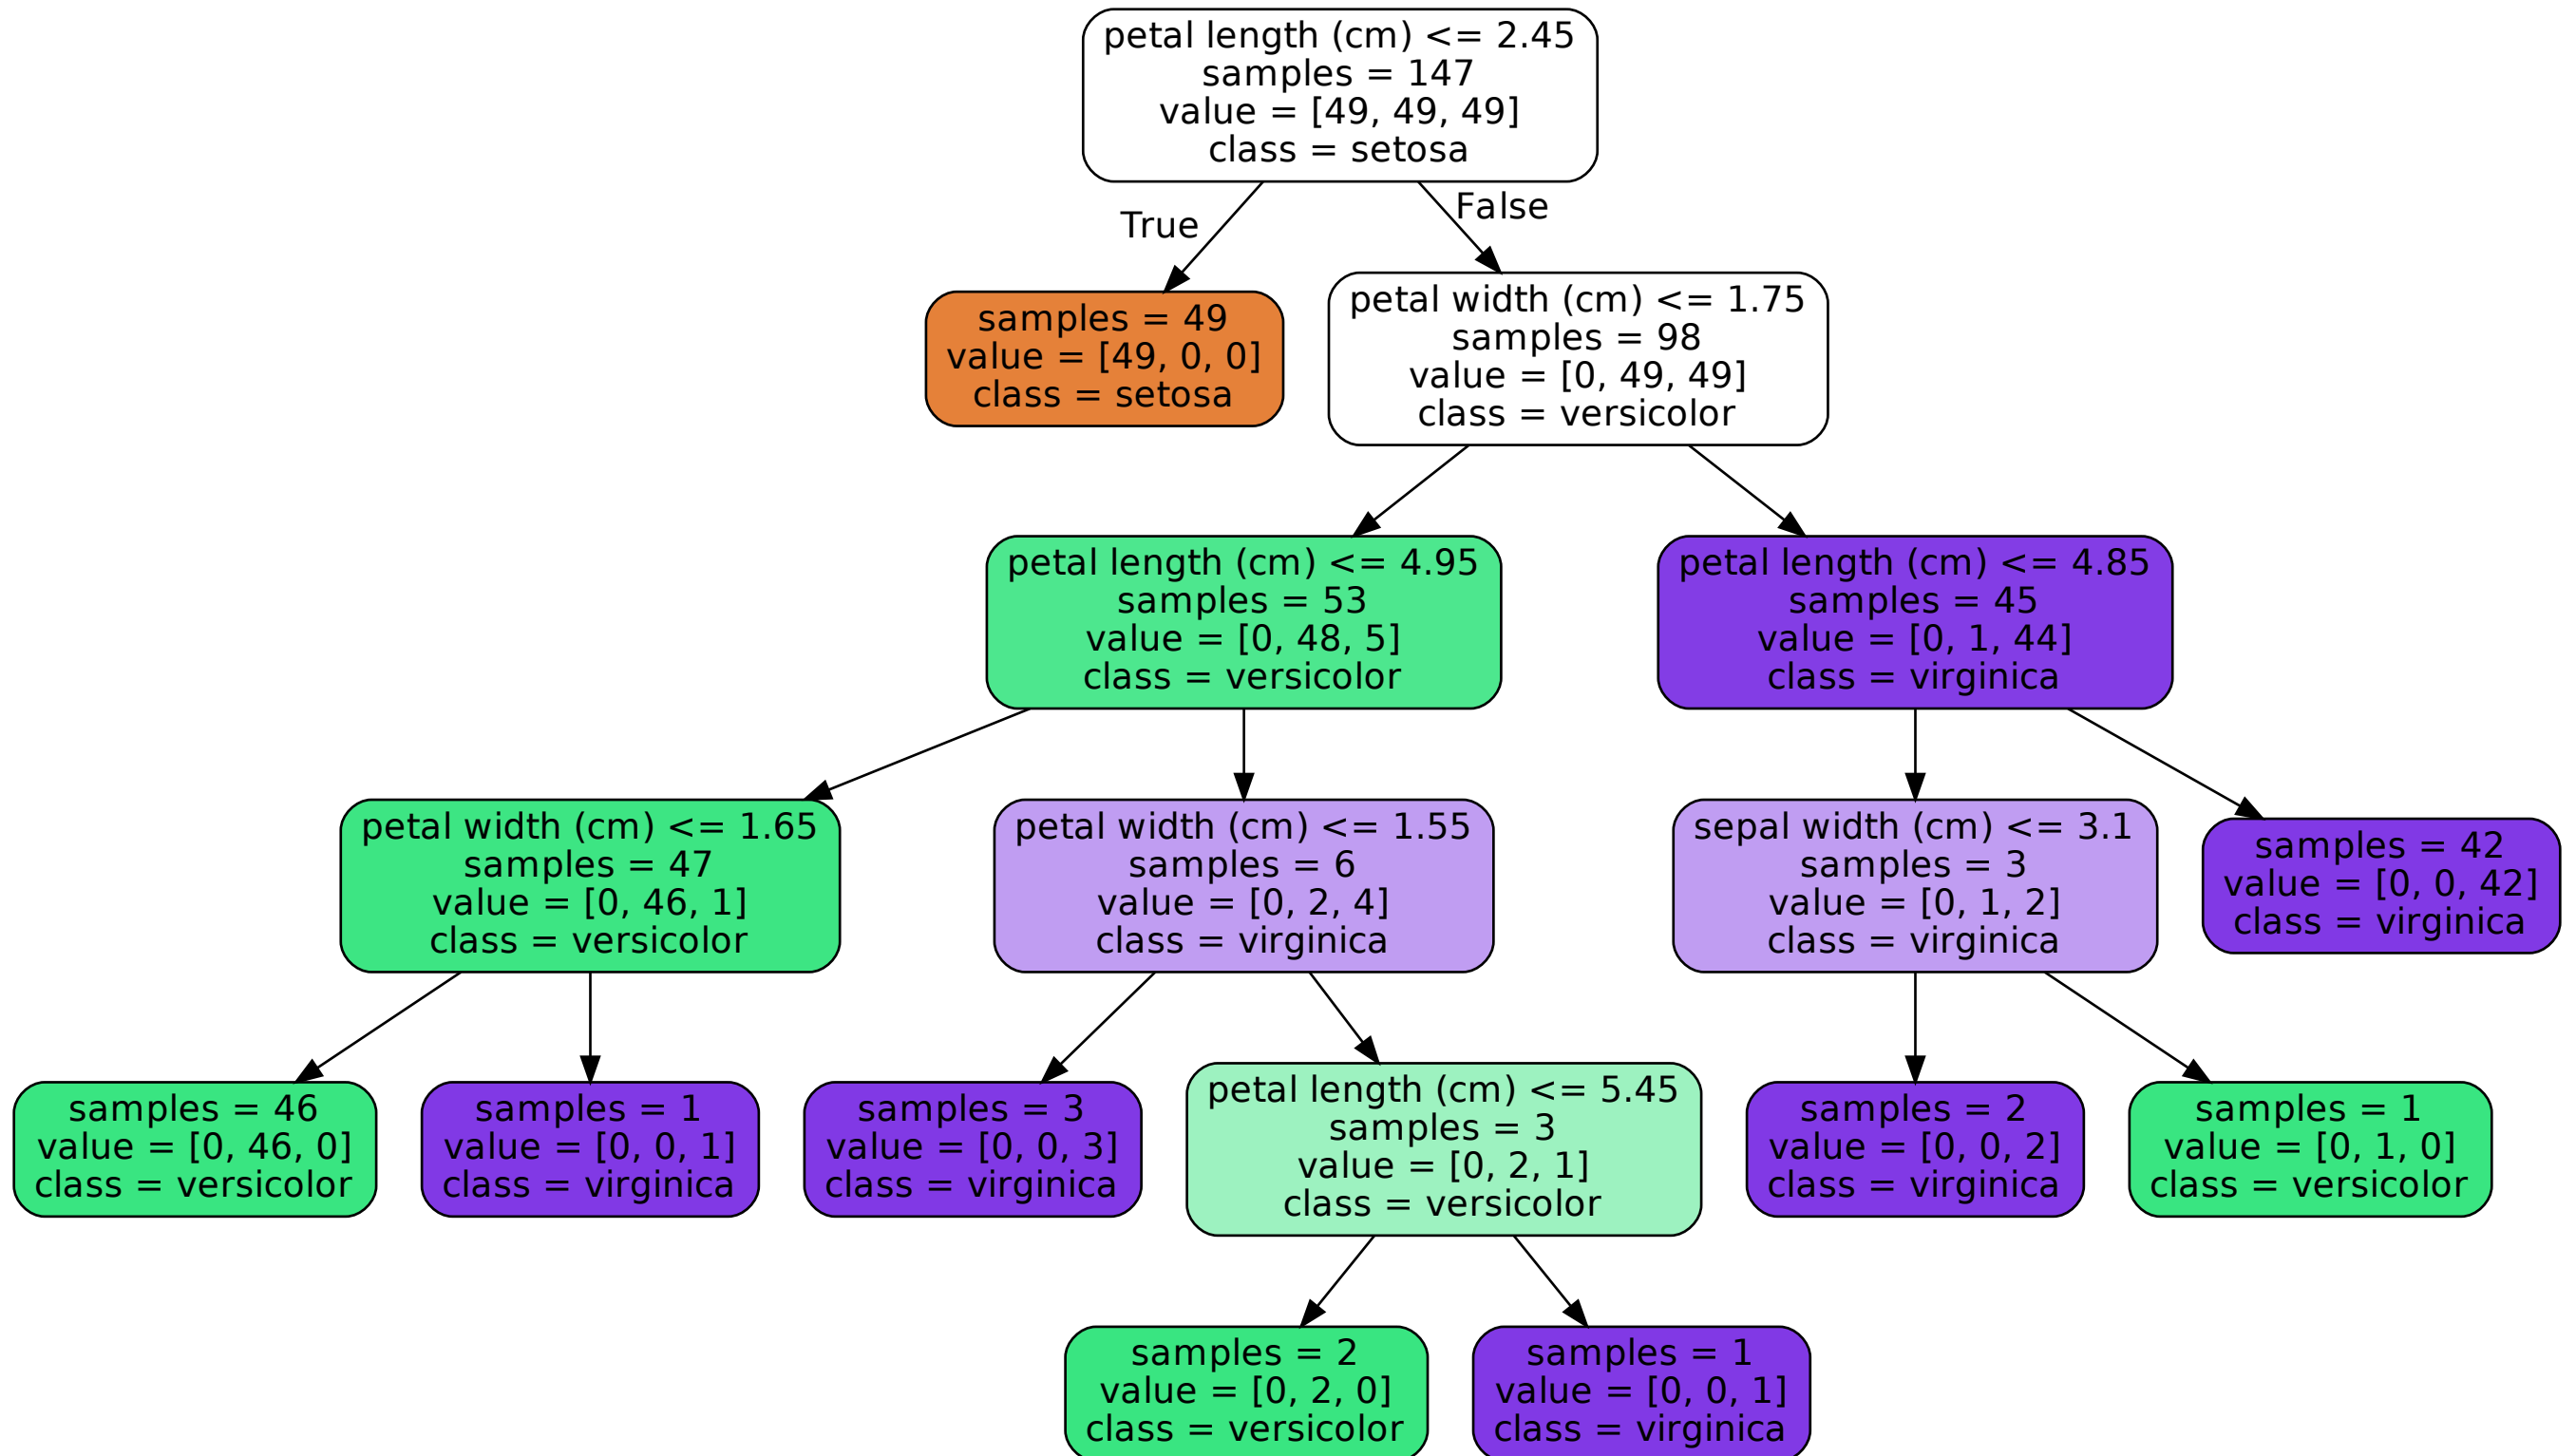 petal length (cm) <= 2.45
samples = 147
value = [49, 49, 49]
class = setosa
True
False
samples = 49
value = [49, 0, 0]
class = setosa
petal width (cm) <= 1.75
samples = 98
value = [0, 49, 49]
class = versicolor
petal length (cm) <= 4.95
samples = 53
value = [0, 48, 5]
class = versicolor
petal length (cm) <= 4.85
samples = 45
value = [0, 1, 44]
class = virginica
petal width (cm) <= 1.65
samples = 47
value = [0, 46, 1]
class = versicolor
petal width (cm) <= 1.55
samples = 6
value = [0, 2, 4]
class = virginica
sepal width (cm) <= 3.1
samples = 3
value = [0, 1, 2]
class = virginica
samples = 42
value = [0, 0, 42]
class = virginica
samples = 46
value = [0, 46, 0]
class = versicolor
samples = 1
value = [0, 0, 1]
class = virginica
samples = 3
value = [0, 0, 3]
class = virginica
petal length (cm) <= 5.45
samples = 3
value = [0, 2, 1]
class = versicolor
samples = 2
value = [0, 0, 2]
class = virginica
samples = 1
value = [0, 1, 0]
class = versicolor
samples = 2
value = [0, 2, 0]
class = versicolor
samples = 1
value = [0, 0, 1]
class = virginica